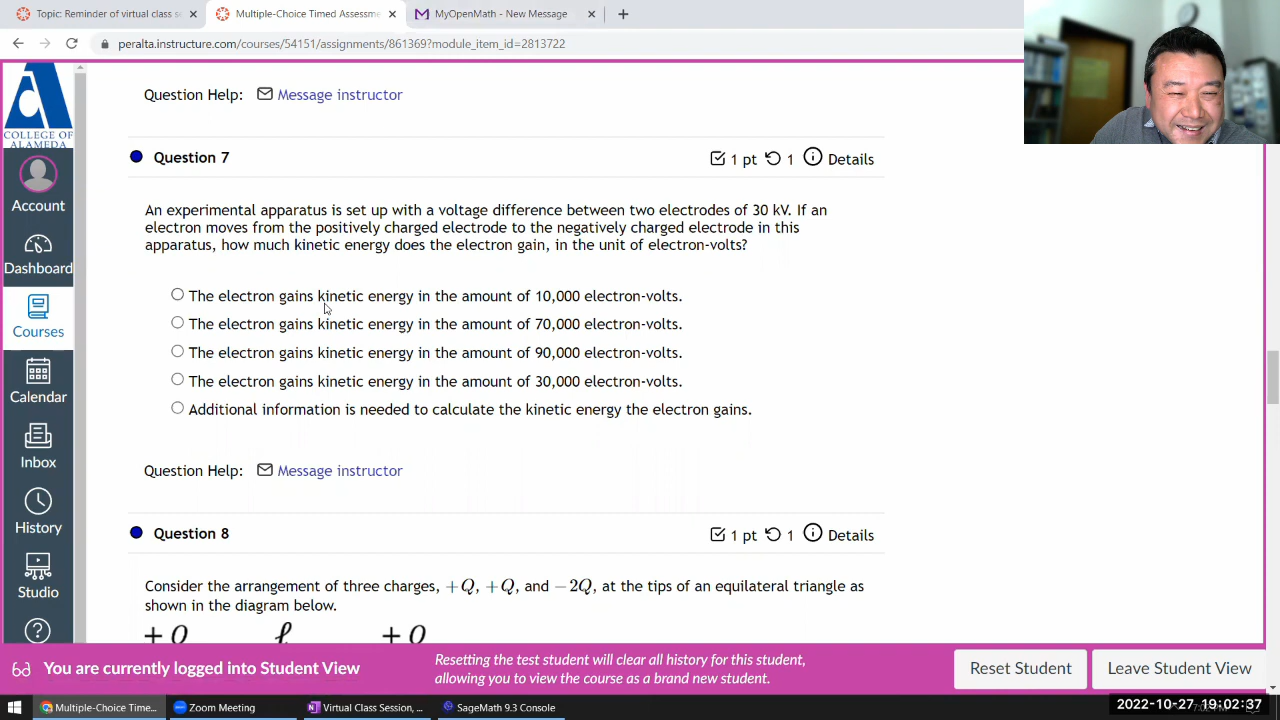 Topic: Reminder of virtual class s
Multiple-Choice Timed Assessme
MyOpenMath - New Message
peralta.instructure.com/courses/54151/assignments/861369?module_item_id=2813722
COLLEGE OF
ALAMEDA
Account
Dashboard
Courses
Calendar
Inbox
History
Studio
Question Help: Message instructor
Question 7
1 pt 1 Details
An experimental apparatus is set up with a voltage difference between two electrodes of 30 kV. If an
electron moves from the positively charged electrode to the negatively charged electrode in this
apparatus, how much kinetic energy does the electron gain, in the unit of electron-volts?
The electron gains kinetic energy in the amount of 10,000 electron-volts.
The electron gains kinetic energy in the amount of 70,000 electron-volts.
The electron gains kinetic energy in the amount of 90,000 electron-volts.
The electron gains kinetic energy in the amount of 30,000 electron-volts.
Additional information is needed to calculate the kinetic energy the electron gains.
Question Help: Message instructor
Question 8
1 pt 1 Details
Consider the arrangement of three charges, +Q, +Q, and −2Q, at the tips of an equilateral triangle as
shown in the diagram below.
+Q ℓ +Q
You are currently logged into Student View
Resetting the test student will clear all history for this student,
allowing you to view the course as a brand new student.
Reset Student
Leave Student View
Multiple-Choice Time...
Zoom Meeting
Virtual Class Session, ...
SageMath 9.3 Console
2022-10-27 19:02:37